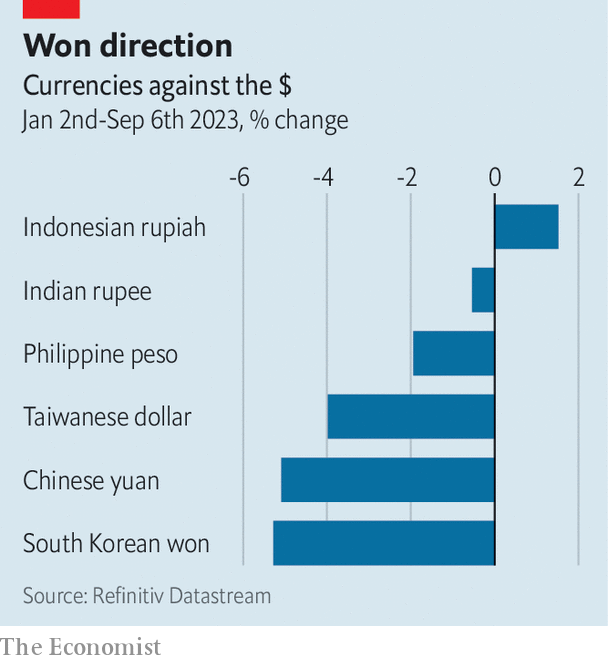 Won direction
Currencies against the $
Jan 2nd-Sep 6th 2023, % change
-6 -4 -2 0 2
Indonesian rupiah
Indian rupee
Philippine peso
Taiwanese dollar
Chinese yuan
South Korean won
Source: Refinitiv Datastream
The Economist